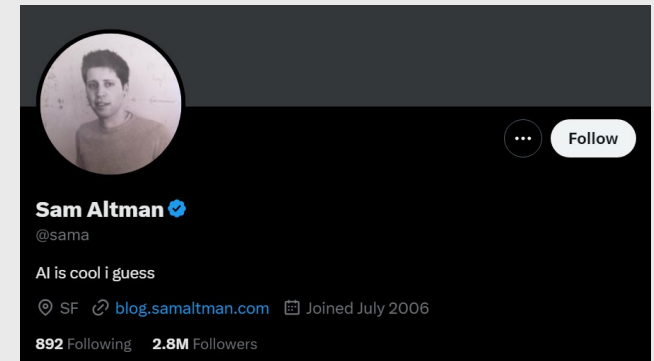 Follow
Sam Altman
@sama
AI is cool i guess
SF blog.samaltman.com Joined July 2006
892 Following 2.8M Followers